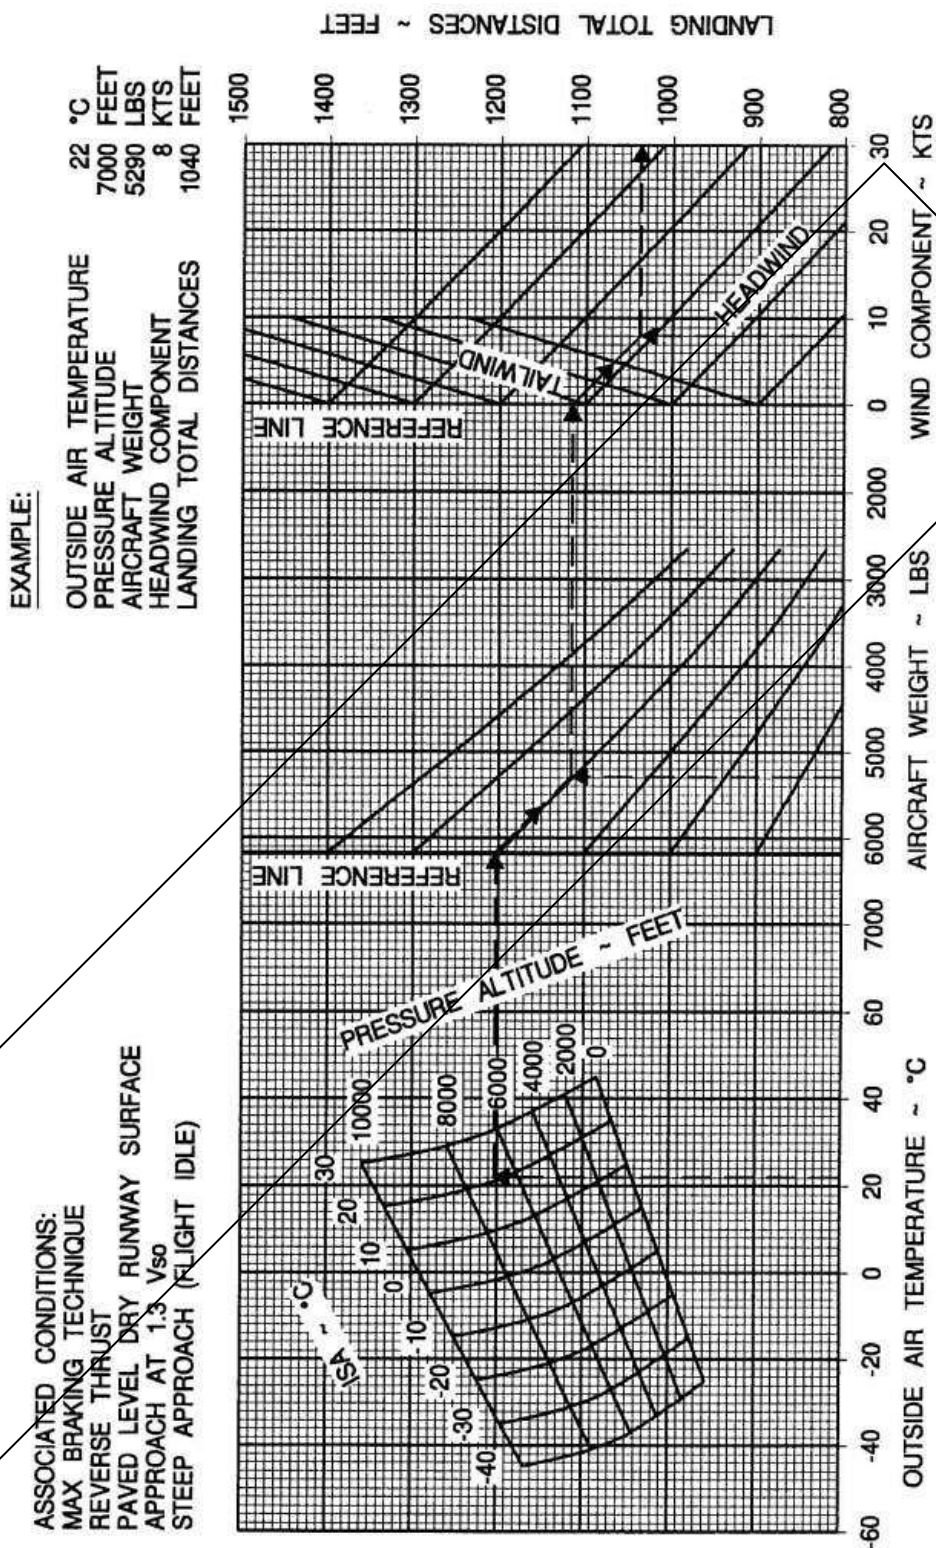 ASSOCIATED CONDITIONS:
MAX BRAKING TECHNIQUE
REVERSE THRUST
PAVED LEVEL DRY RUNWAY SURFACE
APPROACH AT 1.3 Vso
STEEP APPROACH (FLIGHT IDLE)
EXAMPLE:
OUTSIDE AIR TEMPERATURE 22 °C
PRESSURE ALTITUDE 7000 FEET
AIRCRAFT WEIGHT 5290 LBS
HEADWIND COMPONENT 8 KTS
LANDING TOTAL DISTANCES 1040 FEET
ISA ~ °C
-40
-30
-20
-10
0
10
20
30
10000
8000
6000
4000
2000
0
PRESSURE ALTITUDE ~ FEET
REFERENCE LINE
REFERENCE LINE
TAILWIND
HEADWIND
1500
1400
1300
1200
1100
1000
900
800
LANDING TOTAL DISTANCES ~ FEET
-60 -40 -20 0 20 40 60
7000 6000 5000 4000 3000 2000
0 10 20 30
OUTSIDE AIR TEMPERATURE ~ °C
AIRCRAFT WEIGHT ~ LBS
WIND COMPONENT ~ KTS